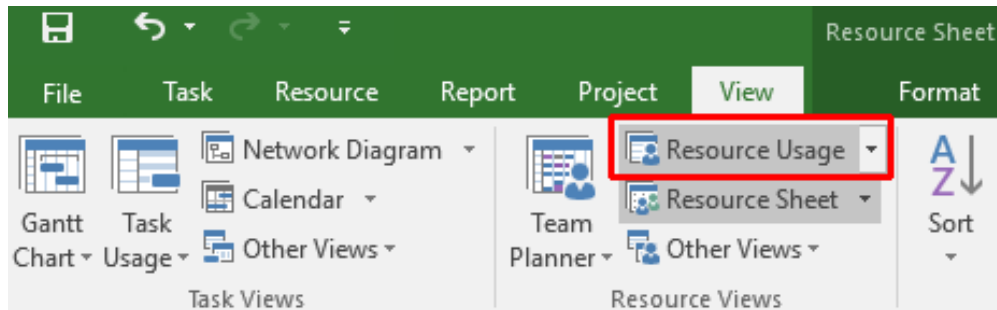 Resource Sheet
File Task Resource Report Project View Format
Network Diagram
Calendar
Other Views
Gantt Chart
Task Usage
Task Views
Team Planner
Resource Usage
Resource Sheet
Other Views
Resource Views
A Z
Sort